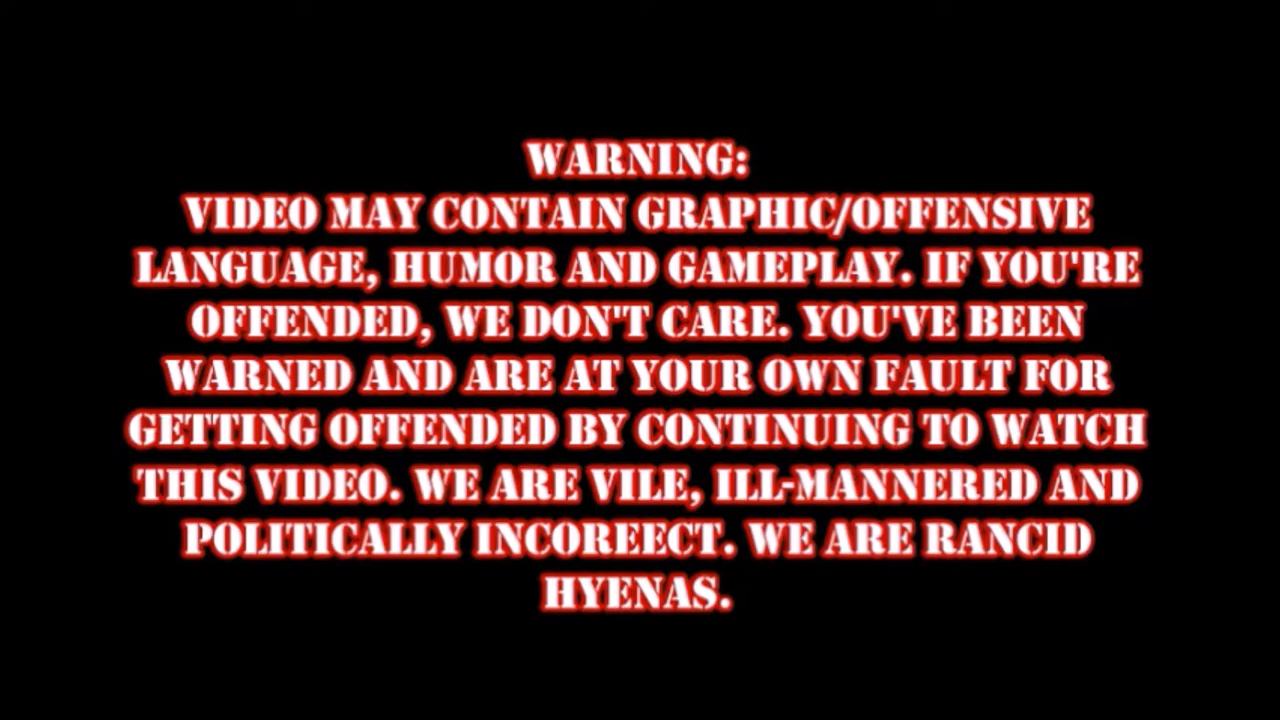 WARNING:
VIDEO MAY CONTAIN GRAPHIC/OFFENSIVE
LANGUAGE, HUMOR AND GAMEPLAY. IF YOU'RE
OFFENDED, WE DON'T CARE. YOU'VE BEEN
WARNED AND ARE AT YOUR OWN FAULT FOR
GETTING OFFENDED BY CONTINUING TO WATCH
THIS VIDEO. WE ARE VILE, ILL-MANNERED AND
POLITICALLY INCOREECT. WE ARE RANCID
HYENAS.